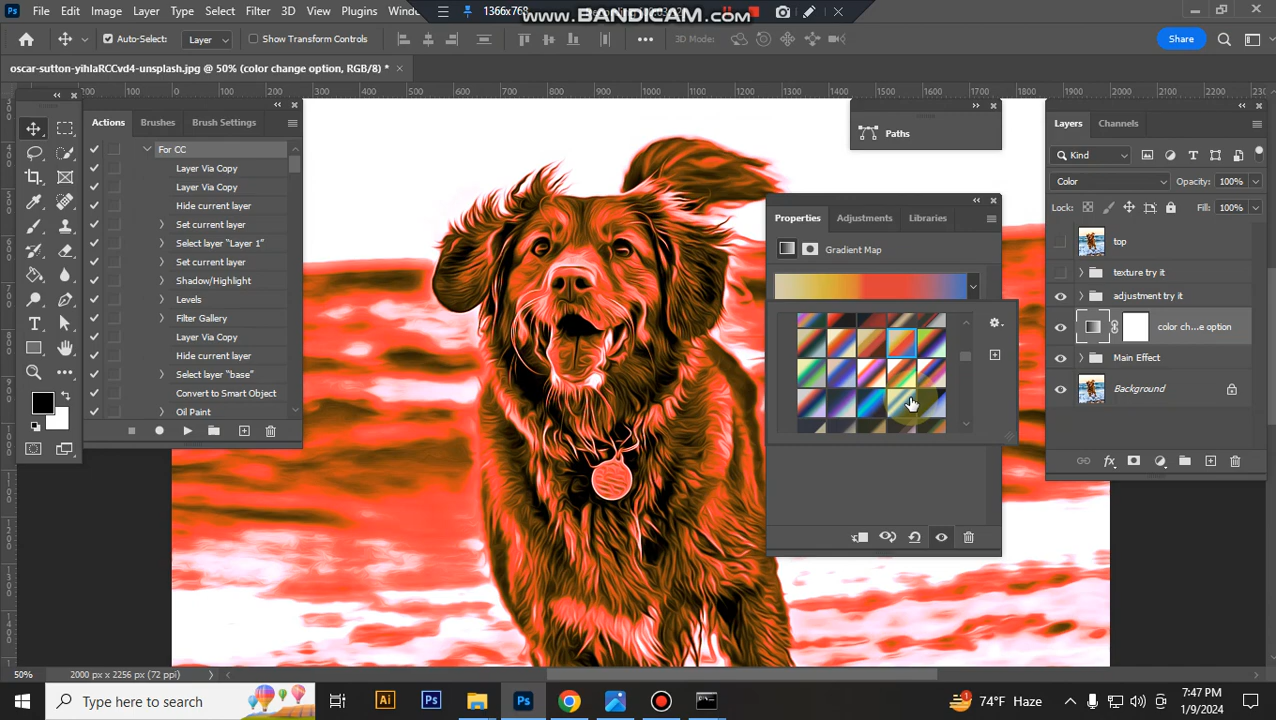 File Edit Image Layer Type Select Filter 3D View Plugins
1366x768
www.BANDICAM.com
Auto-Select: Layer Show Transform Controls 3D Mode: Share
oscar-sutton-yihlaRCCvd4-unsplash.jpg @ 50% (color change option, RGB/8) *
Actions Brushes Brush Settings
For CC
Layer Via Copy
Layer Via Copy
Hide current layer
Set current layer
Select layer "Layer 1"
Set current layer
Shadow/Highlight
Levels
Filter Gallery
Layer Via Copy
Hide current layer
Select layer "base"
Convert to Smart Object
Oil Paint
Paths
Properties Adjustments Libraries
Gradient Map
Layers Channels
Kind
Color Opacity: 100%
Lock: Fill: 100%
top
texture try it
adjustment try it
color ch...e option
Main Effect
Background
50% 2000 px x 2256 px (72 ppi)
Type here to search
Ai Ps Ps
74°F Haze
7:47 PM
1/9/2024